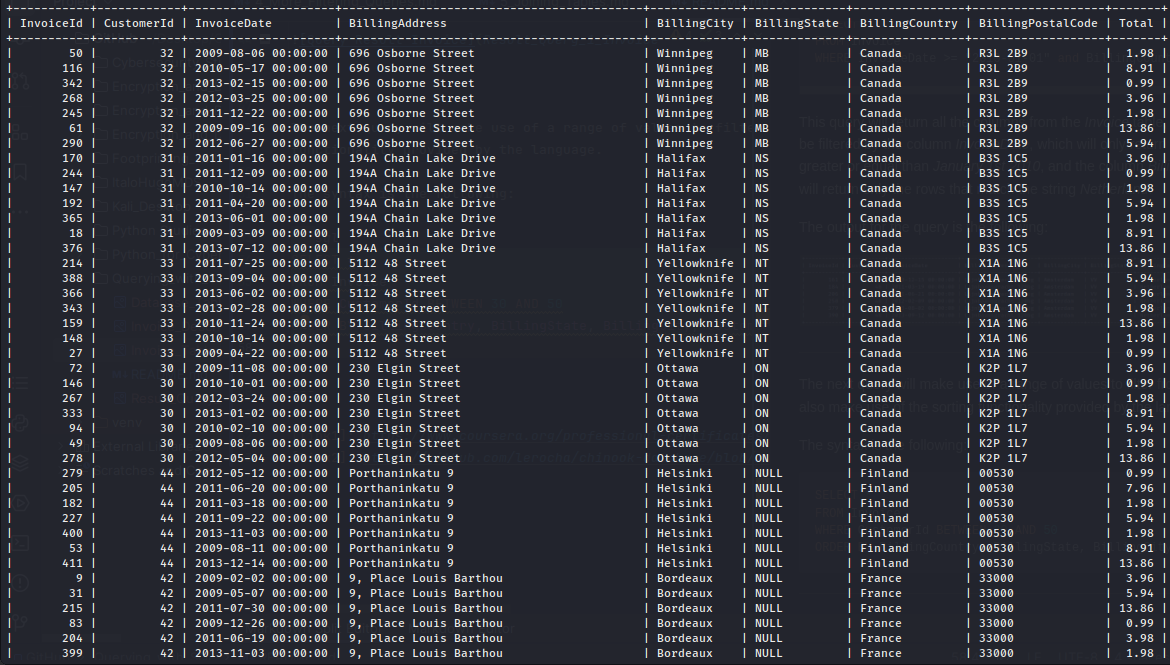 +-----------+------------+---------------------+--------------------------------------------+-------------+--------------+----------------+-------------------+-------+
| InvoiceId | CustomerId | InvoiceDate | BillingAddress | BillingCity | BillingState | BillingCountry | BillingPostalCode | Total |
+-----------+------------+---------------------+--------------------------------------------+-------------+--------------+----------------+-------------------+-------+
| 50 | 32 | 2009-08-06 00:00:00 | 696 Osborne Street | Winnipeg | MB | Canada | R3L 2B9 | 1.98 |
| 116 | 32 | 2010-05-17 00:00:00 | 696 Osborne Street | Winnipeg | MB | Canada | R3L 2B9 | 8.91 |
| 342 | 32 | 2013-02-15 00:00:00 | 696 Osborne Street | Winnipeg | MB | Canada | R3L 2B9 | 0.99 |
| 268 | 32 | 2012-03-25 00:00:00 | 696 Osborne Street | Winnipeg | MB | Canada | R3L 2B9 | 3.96 |
| 245 | 32 | 2011-12-22 00:00:00 | 696 Osborne Street | Winnipeg | MB | Canada | R3L 2B9 | 1.98 |
| 61 | 32 | 2009-09-16 00:00:00 | 696 Osborne Street | Winnipeg | MB | Canada | R3L 2B9 | 13.86 |
| 290 | 32 | 2012-06-27 00:00:00 | 696 Osborne Street | Winnipeg | MB | Canada | R3L 2B9 | 5.94 |
| 170 | 31 | 2011-01-16 00:00:00 | 194A Chain Lake Drive | Halifax | NS | Canada | B3S 1C5 | 3.96 |
| 244 | 31 | 2011-12-09 00:00:00 | 194A Chain Lake Drive | Halifax | NS | Canada | B3S 1C5 | 0.99 |
| 147 | 31 | 2010-10-14 00:00:00 | 194A Chain Lake Drive | Halifax | NS | Canada | B3S 1C5 | 1.98 |
| 192 | 31 | 2011-04-20 00:00:00 | 194A Chain Lake Drive | Halifax | NS | Canada | B3S 1C5 | 5.94 |
| 365 | 31 | 2013-06-01 00:00:00 | 194A Chain Lake Drive | Halifax | NS | Canada | B3S 1C5 | 1.98 |
| 18 | 31 | 2009-03-09 00:00:00 | 194A Chain Lake Drive | Halifax | NS | Canada | B3S 1C5 | 8.91 |
| 376 | 31 | 2013-07-12 00:00:00 | 194A Chain Lake Drive | Halifax | NS | Canada | B3S 1C5 | 13.86 |
| 214 | 33 | 2011-07-25 00:00:00 | 5112 48 Street | Yellowknife | NT | Canada | X1A 1N6 | 8.91 |
| 388 | 33 | 2013-09-04 00:00:00 | 5112 48 Street | Yellowknife | NT | Canada | X1A 1N6 | 5.94 |
| 366 | 33 | 2013-06-02 00:00:00 | 5112 48 Street | Yellowknife | NT | Canada | X1A 1N6 | 3.96 |
| 343 | 33 | 2013-02-28 00:00:00 | 5112 48 Street | Yellowknife | NT | Canada | X1A 1N6 | 1.98 |
| 159 | 33 | 2010-11-24 00:00:00 | 5112 48 Street | Yellowknife | NT | Canada | X1A 1N6 | 13.86 |
| 148 | 33 | 2010-10-14 00:00:00 | 5112 48 Street | Yellowknife | NT | Canada | X1A 1N6 | 1.98 |
| 27 | 33 | 2009-04-22 00:00:00 | 5112 48 Street | Yellowknife | NT | Canada | X1A 1N6 | 0.99 |
| 72 | 30 | 2009-11-08 00:00:00 | 230 Elgin Street | Ottawa | ON | Canada | K2P 1L7 | 3.96 |
| 146 | 30 | 2010-10-01 00:00:00 | 230 Elgin Street | Ottawa | ON | Canada | K2P 1L7 | 0.99 |
| 267 | 30 | 2012-03-24 00:00:00 | 230 Elgin Street | Ottawa | ON | Canada | K2P 1L7 | 1.98 |
| 333 | 30 | 2013-01-02 00:00:00 | 230 Elgin Street | Ottawa | ON | Canada | K2P 1L7 | 8.91 |
| 94 | 30 | 2010-02-10 00:00:00 | 230 Elgin Street | Ottawa | ON | Canada | K2P 1L7 | 5.94 |
| 49 | 30 | 2009-08-06 00:00:00 | 230 Elgin Street | Ottawa | ON | Canada | K2P 1L7 | 1.98 |
| 278 | 30 | 2012-05-04 00:00:00 | 230 Elgin Street | Ottawa | ON | Canada | K2P 1L7 | 13.86 |
| 279 | 44 | 2012-05-12 00:00:00 | Porthaninkatu 9 | Helsinki | NULL | Finland | 00530 | 0.99 |
| 205 | 44 | 2011-06-20 00:00:00 | Porthaninkatu 9 | Helsinki | NULL | Finland | 00530 | 7.96 |
| 182 | 44 | 2011-03-18 00:00:00 | Porthaninkatu 9 | Helsinki | NULL | Finland | 00530 | 1.98 |
| 227 | 44 | 2011-09-22 00:00:00 | Porthaninkatu 9 | Helsinki | NULL | Finland | 00530 | 5.94 |
| 400 | 44 | 2013-11-03 00:00:00 | Porthaninkatu 9 | Helsinki | NULL | Finland | 00530 | 1.98 |
| 53 | 44 | 2009-08-11 00:00:00 | Porthaninkatu 9 | Helsinki | NULL | Finland | 00530 | 8.91 |
| 411 | 44 | 2013-12-14 00:00:00 | Porthaninkatu 9 | Helsinki | NULL | Finland | 00530 | 13.86 |
| 9 | 42 | 2009-02-02 00:00:00 | 9, Place Louis Barthou | Bordeaux | NULL | France | 33000 | 3.96 |
| 31 | 42 | 2009-05-07 00:00:00 | 9, Place Louis Barthou | Bordeaux | NULL | France | 33000 | 5.94 |
| 215 | 42 | 2011-07-30 00:00:00 | 9, Place Louis Barthou | Bordeaux | NULL | France | 33000 | 13.86 |
| 83 | 42 | 2009-12-26 00:00:00 | 9, Place Louis Barthou | Bordeaux | NULL | France | 33000 | 0.99 |
| 204 | 42 | 2011-06-19 00:00:00 | 9, Place Louis Barthou | Bordeaux | NULL | France | 33000 | 3.98 |
| 399 | 42 | 2013-11-03 00:00:00 | 9, Place Louis Barthou | Bordeaux | NULL | France | 33000 | 1.98 |